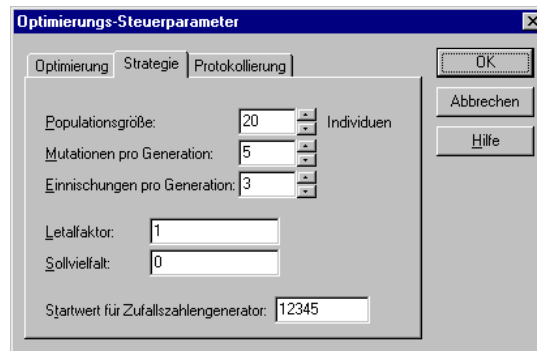 Optimierungs-Steuerparameter
Optimierung Strategie Protokollierung
OK
Abbrechen
Hilfe
Populationsgröße: 20 Individuen
Mutationen pro Generation: 5
Einnischungen pro Generation: 3
Letalfaktor: 1
Sollvielfalt: 0
Startwert für Zufallszahlengenerator: 12345